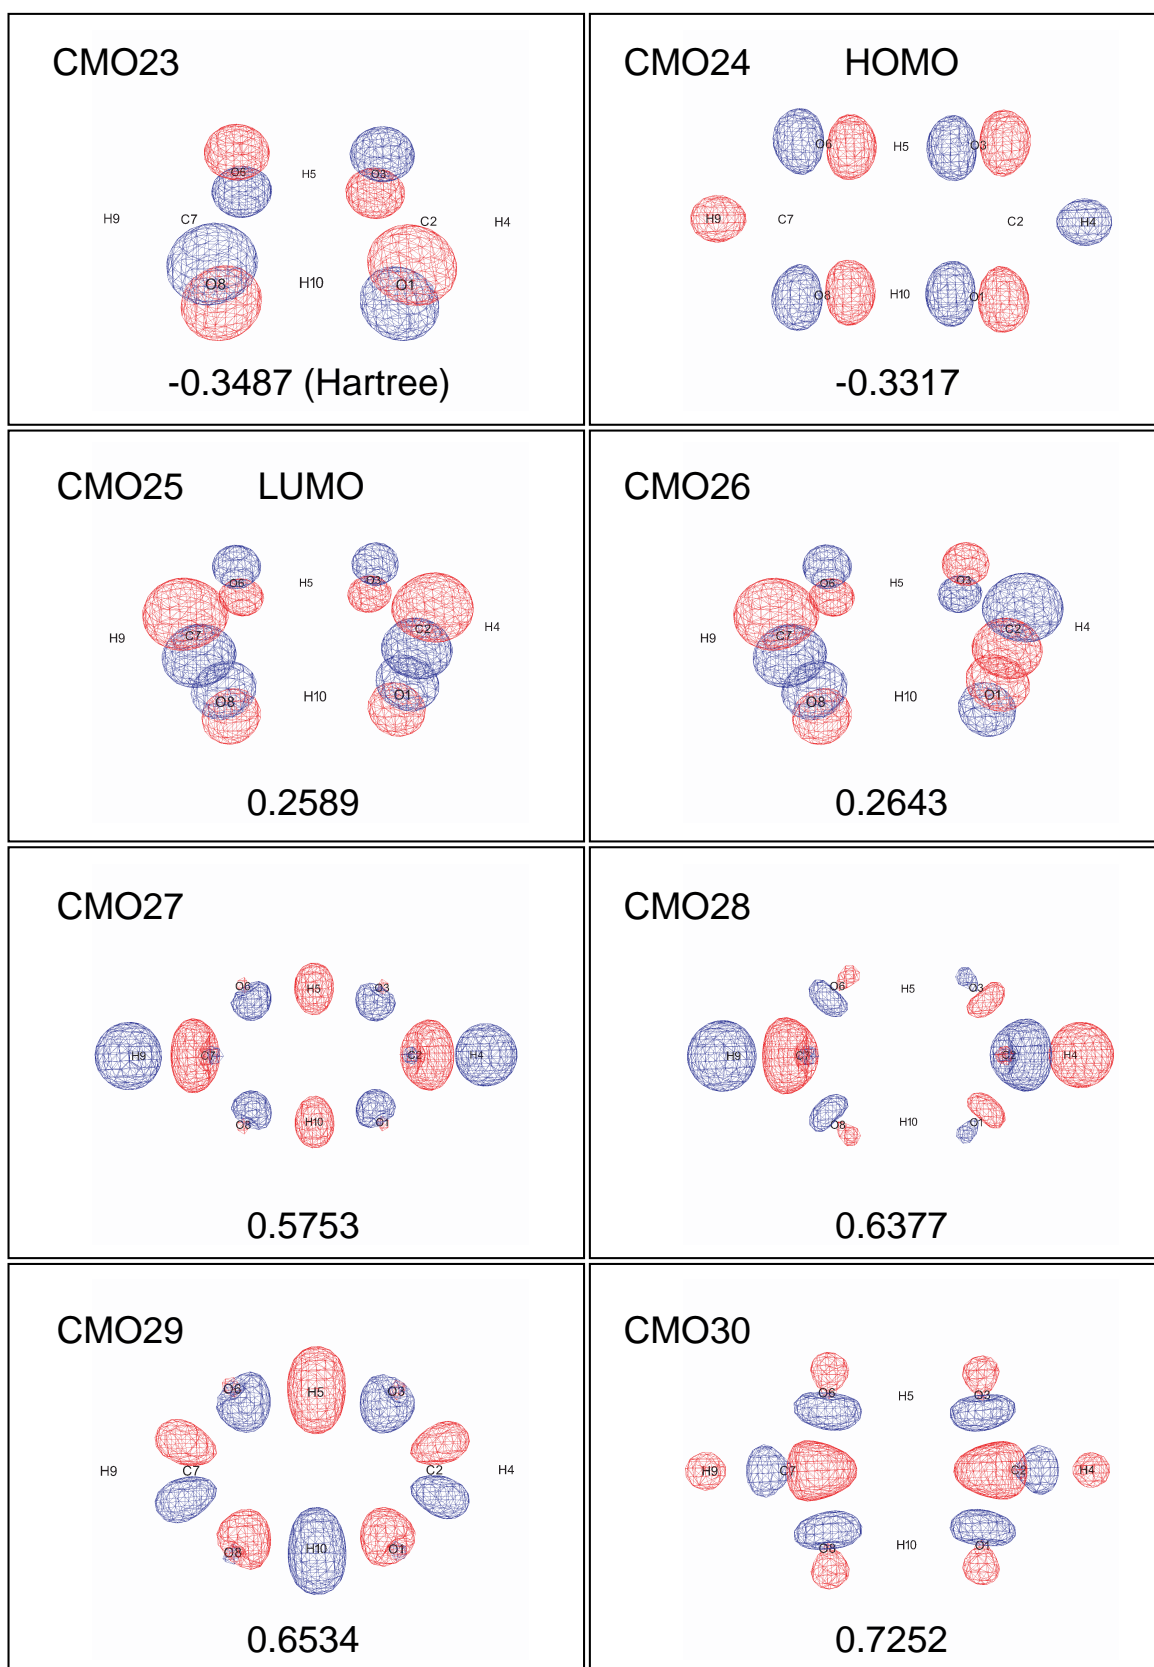 CMO23
O6 H5 O3
H9 C7 C2 H4
O8 H10 O1
-0.3487 (Hartree)
CMO24 HOMO
O6 H5 O3
H9 C7 C2 H4
O8 H10 O1
-0.3317
CMO25 LUMO
O6 H5 O3
H9 C7 C2 H4
O8 H10 O1
0.2589
CMO26
O6 H5 O3
H9 C7 C2 H4
O8 H10 O1
0.2643
CMO27
O6 H5 O3
H9 C7 C2 H4
O8 H10 O1
0.5753
CMO28
O6 H5 O3
H9 C7 C2 H4
O8 H10 O1
0.6377
CMO29
O6 H5 O3
H9 C7 C2 H4
O8 H10 O1
0.6534
CMO30
O6 H5 O3
H9 C7 C2 H4
O8 H10 O1
0.7252